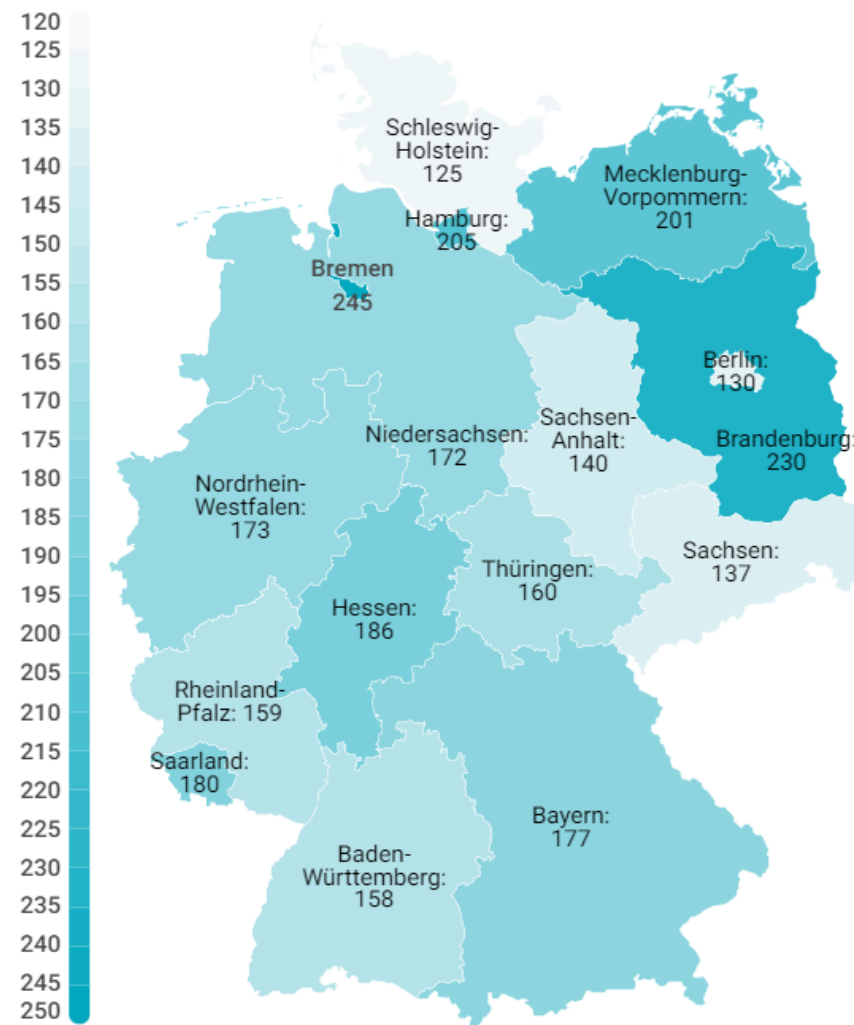 120
125
130
135
140
145
150
155
160
165
170
175
180
185
190
195
200
205
210
215
220
225
230
235
240
245
250
Schleswig-
Holstein:
125
Mecklenburg-
Vorpommern:
201
Hamburg:
205
Bremen
245
Berlin:
130
Brandenburg:
230
Sachsen-
Anhalt:
140
Niedersachsen:
172
Nordrhein-
Westfalen:
173
Sachsen:
137
Thüringen:
160
Hessen:
186
Rheinland-
Pfalz: 159
Saarland:
180
Bayern:
177
Baden-
Württemberg:
158